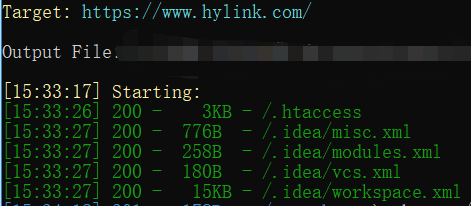 Target: https://www.hylink.com/
Output File
[15:33:17] Starting:
[15:33:26] 200 - 3KB - /.htaccess
[15:33:27] 200 - 776B - /.idea/misc.xml
[15:33:27] 200 - 258B - /.idea/modules.xml
[15:33:27] 200 - 180B - /.idea/vcs.xml
[15:33:27] 200 - 15KB - /.idea/workspace.xml